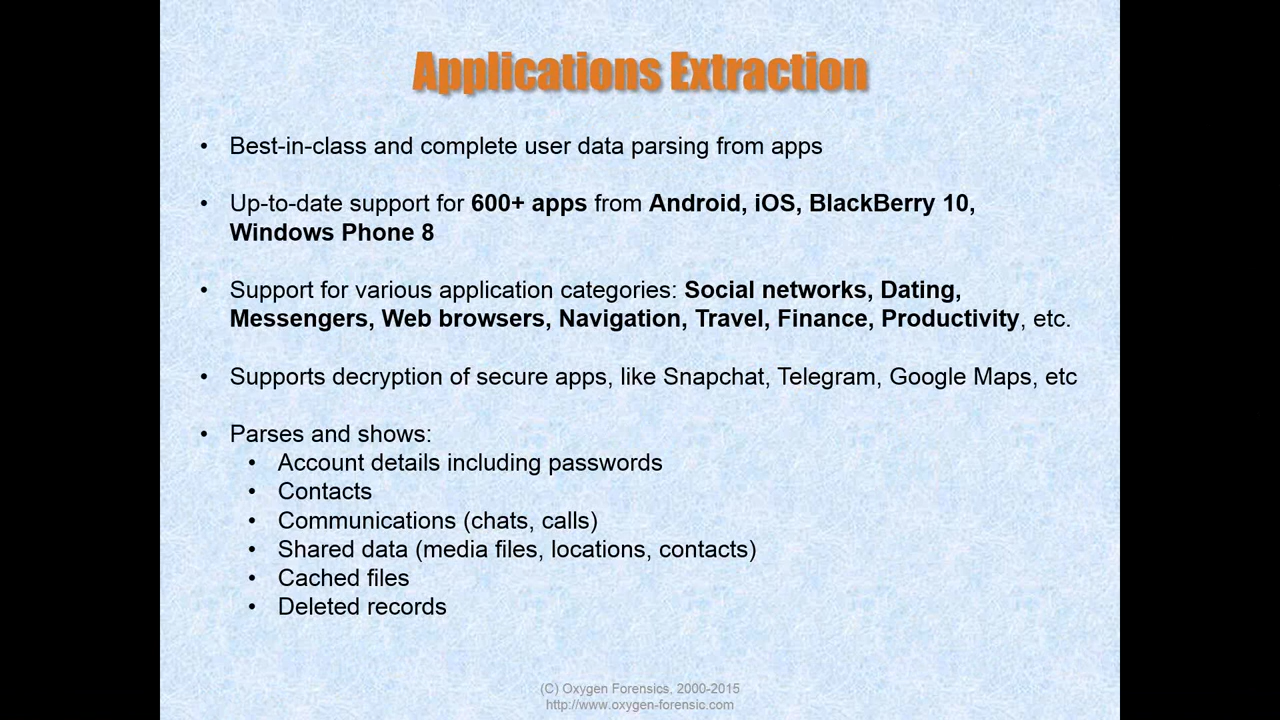 Applications Extraction
• Best-in-class and complete user data parsing from apps
• Up-to-date support for 600+ apps from Android, iOS, BlackBerry 10,
Windows Phone 8
• Support for various application categories: Social networks, Dating,
Messengers, Web browsers, Navigation, Travel, Finance, Productivity, etc.
• Supports decryption of secure apps, like Snapchat, Telegram, Google Maps, etc
• Parses and shows:
• Account details including passwords
• Contacts
• Communications (chats, calls)
• Shared data (media files, locations, contacts)
• Cached files
• Deleted records
(C) Oxygen Forensics, 2000-2015
http://www.oxygen-forensic.com